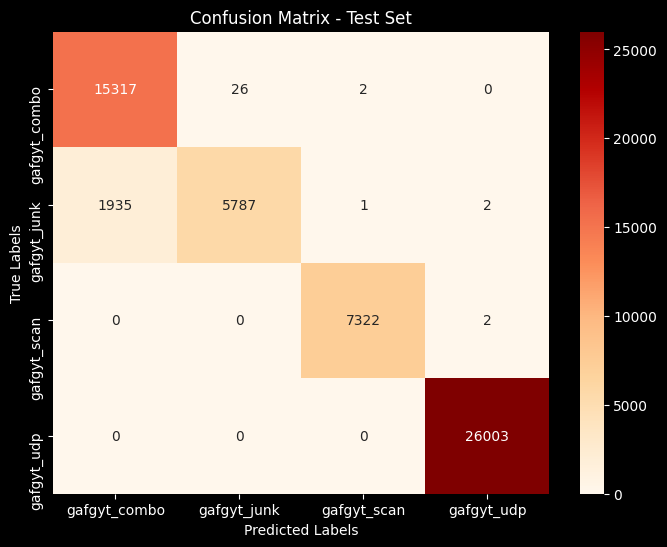 Confusion Matrix - Test Set
True Labels
gafgyt_combo
15317 26 2 0
gafgyt_junk
1935 5787 1 2
gafgyt_scan
0 0 7322 2
gafgyt_udp
0 0 0 26003
gafgyt_combo gafgyt_junk gafgyt_scan gafgyt_udp
Predicted Labels
25000
20000
15000
10000
5000
0